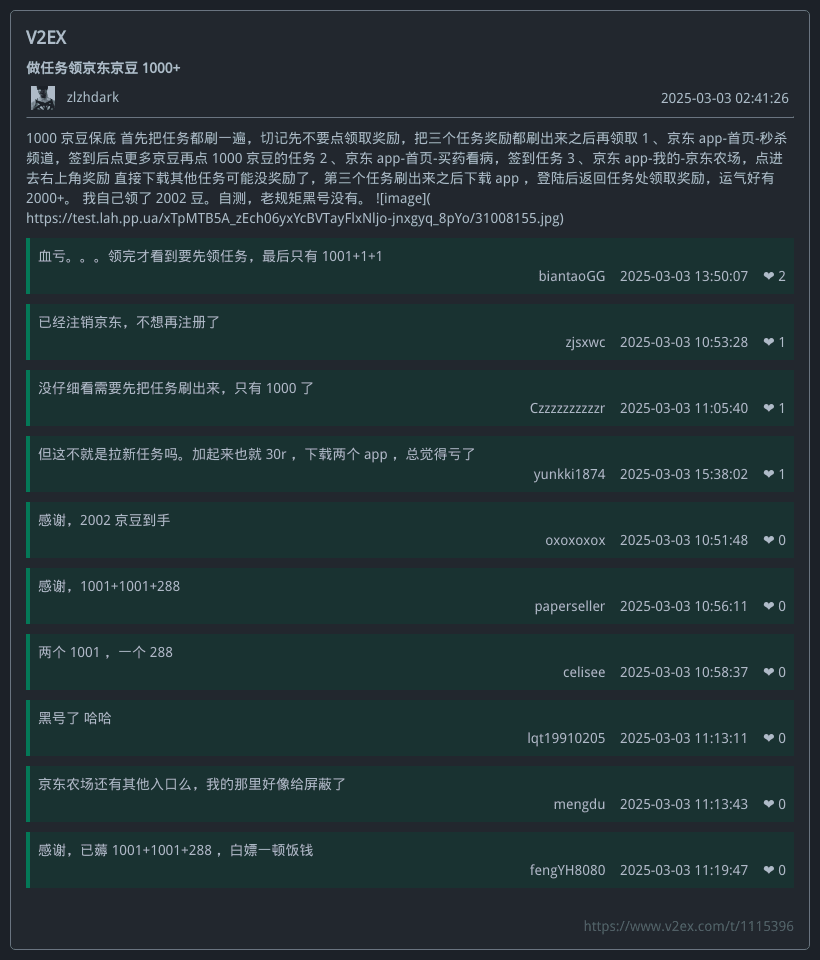 V2EX
做任务领京东京豆 1000+
zlzhdark 2025-03-03 02:41:26
1000 京豆保底 首先把任务都刷一遍，切记先不要点领取奖励，把三个任务奖励都刷出来之后再领取 1 、京东 app-首页-秒杀
频道，签到后点更多京豆再点 1000 京豆的任务 2 、京东 app-首页-买药看病，签到任务 3 、京东 app-我的-京东农场，点进
去右上角奖励 直接下载其他任务可能没奖励了，第三个任务刷出来之后下载 app ，登陆后返回任务处领取奖励，运气好有
2000+。 我自己领了 2002 豆。自测，老规矩黑号没有。 ![image](
https://test.lah.pp.ua/xTpMTB5A_zEch06yxYcBVTayFlxNljo-jnxgyq_8pYo/31008155.jpg)
血亏。。。领完才看到要先领任务，最后只有 1001+1+1
biantaoGG 2025-03-03 13:50:07 ❤ 2
已经注销京东，不想再注册了
zjsxwc 2025-03-03 10:53:28 ❤ 1
没仔细看需要先把任务刷出来，只有 1000 了
Czzzzzzzzzzr 2025-03-03 11:05:40 ❤ 1
但这不就是拉新任务吗。加起来也就 30r ，下载两个 app ，总觉得亏了
yunkki1874 2025-03-03 15:38:02 ❤ 1
感谢，2002 京豆到手
oxoxoxox 2025-03-03 10:51:48 ❤ 0
感谢，1001+1001+288
paperseller 2025-03-03 10:56:11 ❤ 0
两个 1001 ，一个 288
celisee 2025-03-03 10:58:37 ❤ 0
黑号了 哈哈
lqt19910205 2025-03-03 11:13:11 ❤ 0
京东农场还有其他入口么，我的那里好像给屏蔽了
mengdu 2025-03-03 11:13:43 ❤ 0
感谢，已薅 1001+1001+288 ，白嫖一顿饭钱
fengYH8080 2025-03-03 11:19:47 ❤ 0
https://www.v2ex.com/t/1115396